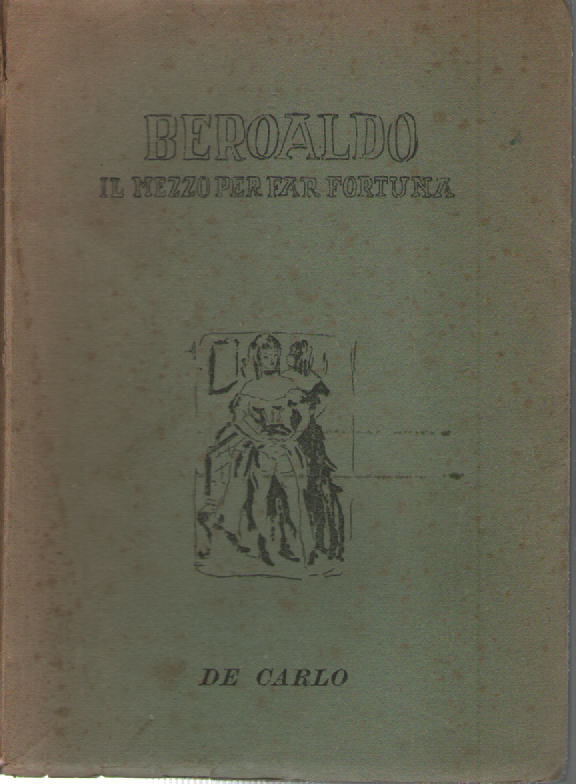 BEROALDO
IL MEZZO PER FAR FORTUNA
DE CARLO